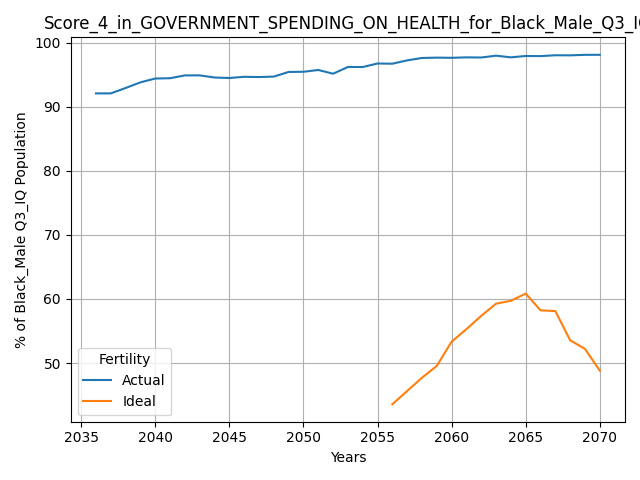 Score_4_in_GOVERNMENT_SPENDING_ON_HEALTH_for_Black_Male_Q3_IQ
% of Black_Male Q3_IQ Population
100
90
80
70
60
50
Fertility
Actual
Ideal
2035 2040 2045 2050 2055 2060 2065 2070
Years